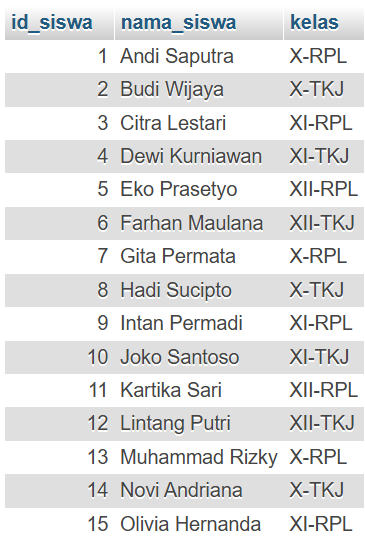 id_siswa nama_siswa kelas
1 Andi Saputra X-RPL
2 Budi Wijaya X-TKJ
3 Citra Lestari XI-RPL
4 Dewi Kurniawan XI-TKJ
5 Eko Prasetyo XII-RPL
6 Farhan Maulana XII-TKJ
7 Gita Permata X-RPL
8 Hadi Sucipto X-TKJ
9 Intan Permadi XI-RPL
10 Joko Santoso XI-TKJ
11 Kartika Sari XII-RPL
12 Lintang Putri XII-TKJ
13 Muhammad Rizky X-RPL
14 Novi Andriana X-TKJ
15 Olivia Hernanda XI-RPL